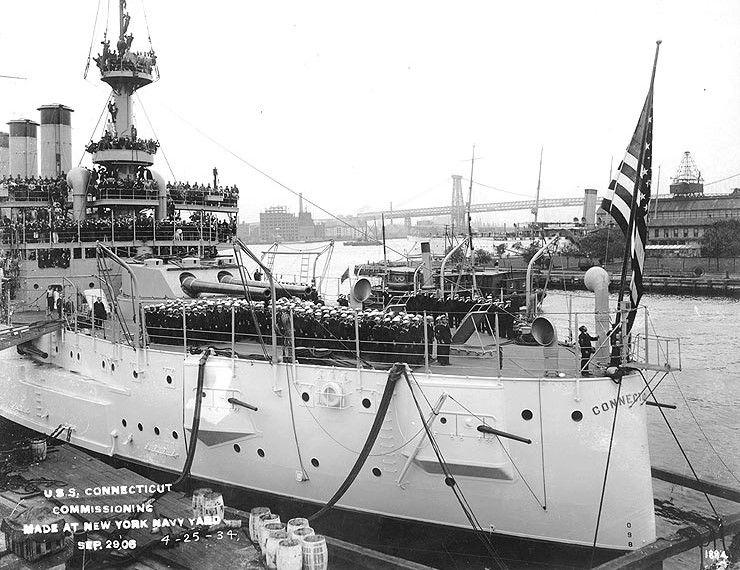 CONNECTI
U.S.S. CONNECTICUT
COMMISSIONING
MADE AT NEW YORK NAVY YARD
SEP. 29.06 4-25-34.
1894.